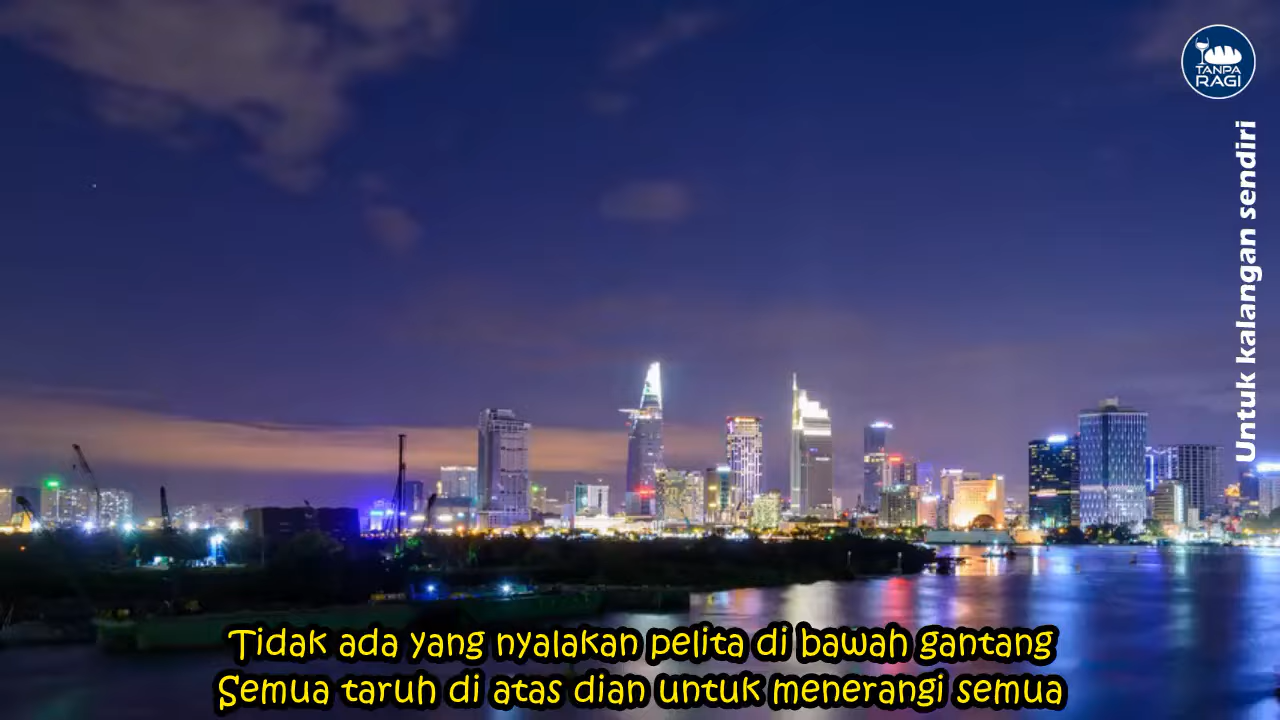 TANPA
RAGI
Untuk kalangan sendiri
Tidak ada yang nyalakan pelita di bawah gantang
Semua taruh di atas dian untuk menerangi semua